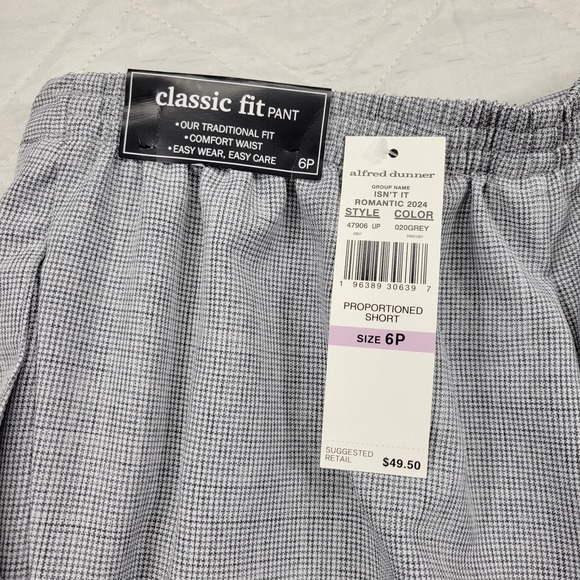 classic fit PANT
• OUR TRADITIONAL FIT
• COMFORT WAIST
• EASY WEAR, EASY CARE
6P
alfred dunner
GROUP NAME
ISN'T IT
ROMANTIC 2024
STYLE COLOR
47906 UP 020GREY
1 96389 30639 7
PROPORTIONED
SHORT
SIZE 6P
SUGGESTED
RETAIL $49.50